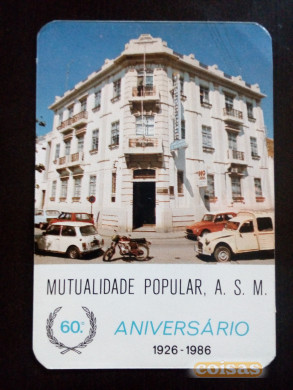 MUTUALIDADE POPULAR, A. S. M.
60.º
ANIVERSÁRIO
1926-1986
coisas